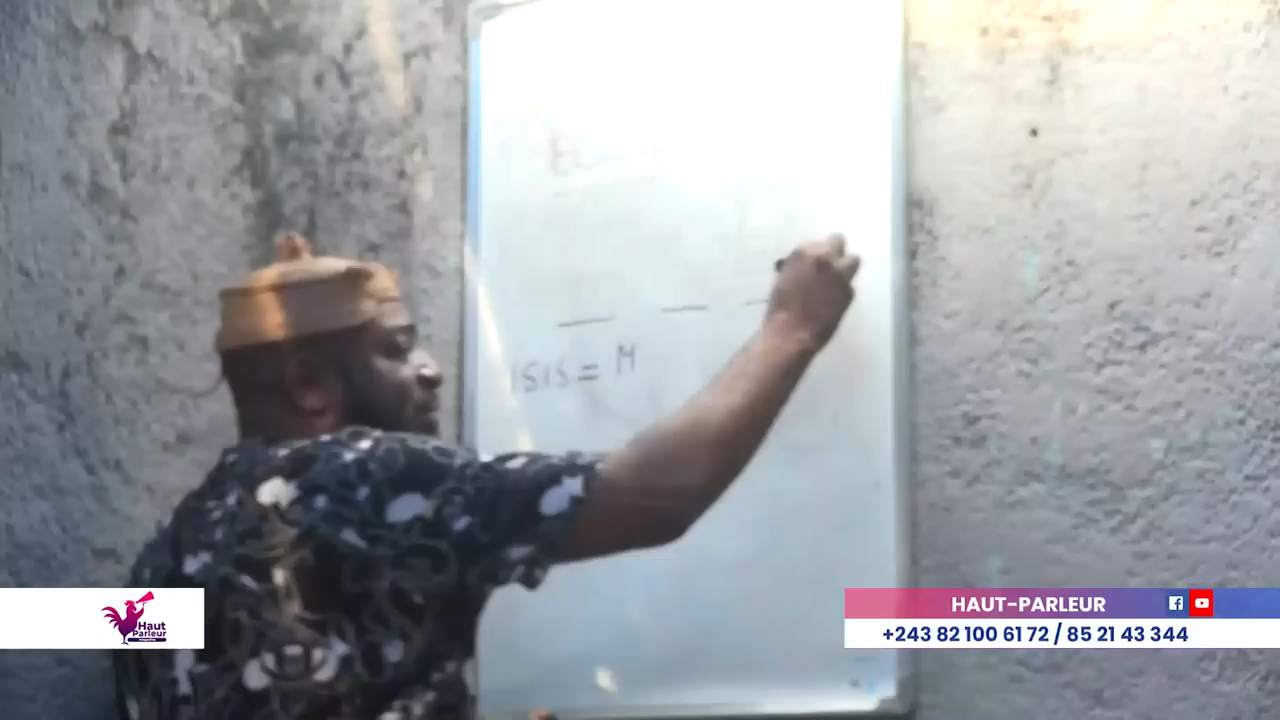 ISIS = M
Haut
Parleur
HAUT-PARLEUR
+243 82 100 61 72 / 85 21 43 344